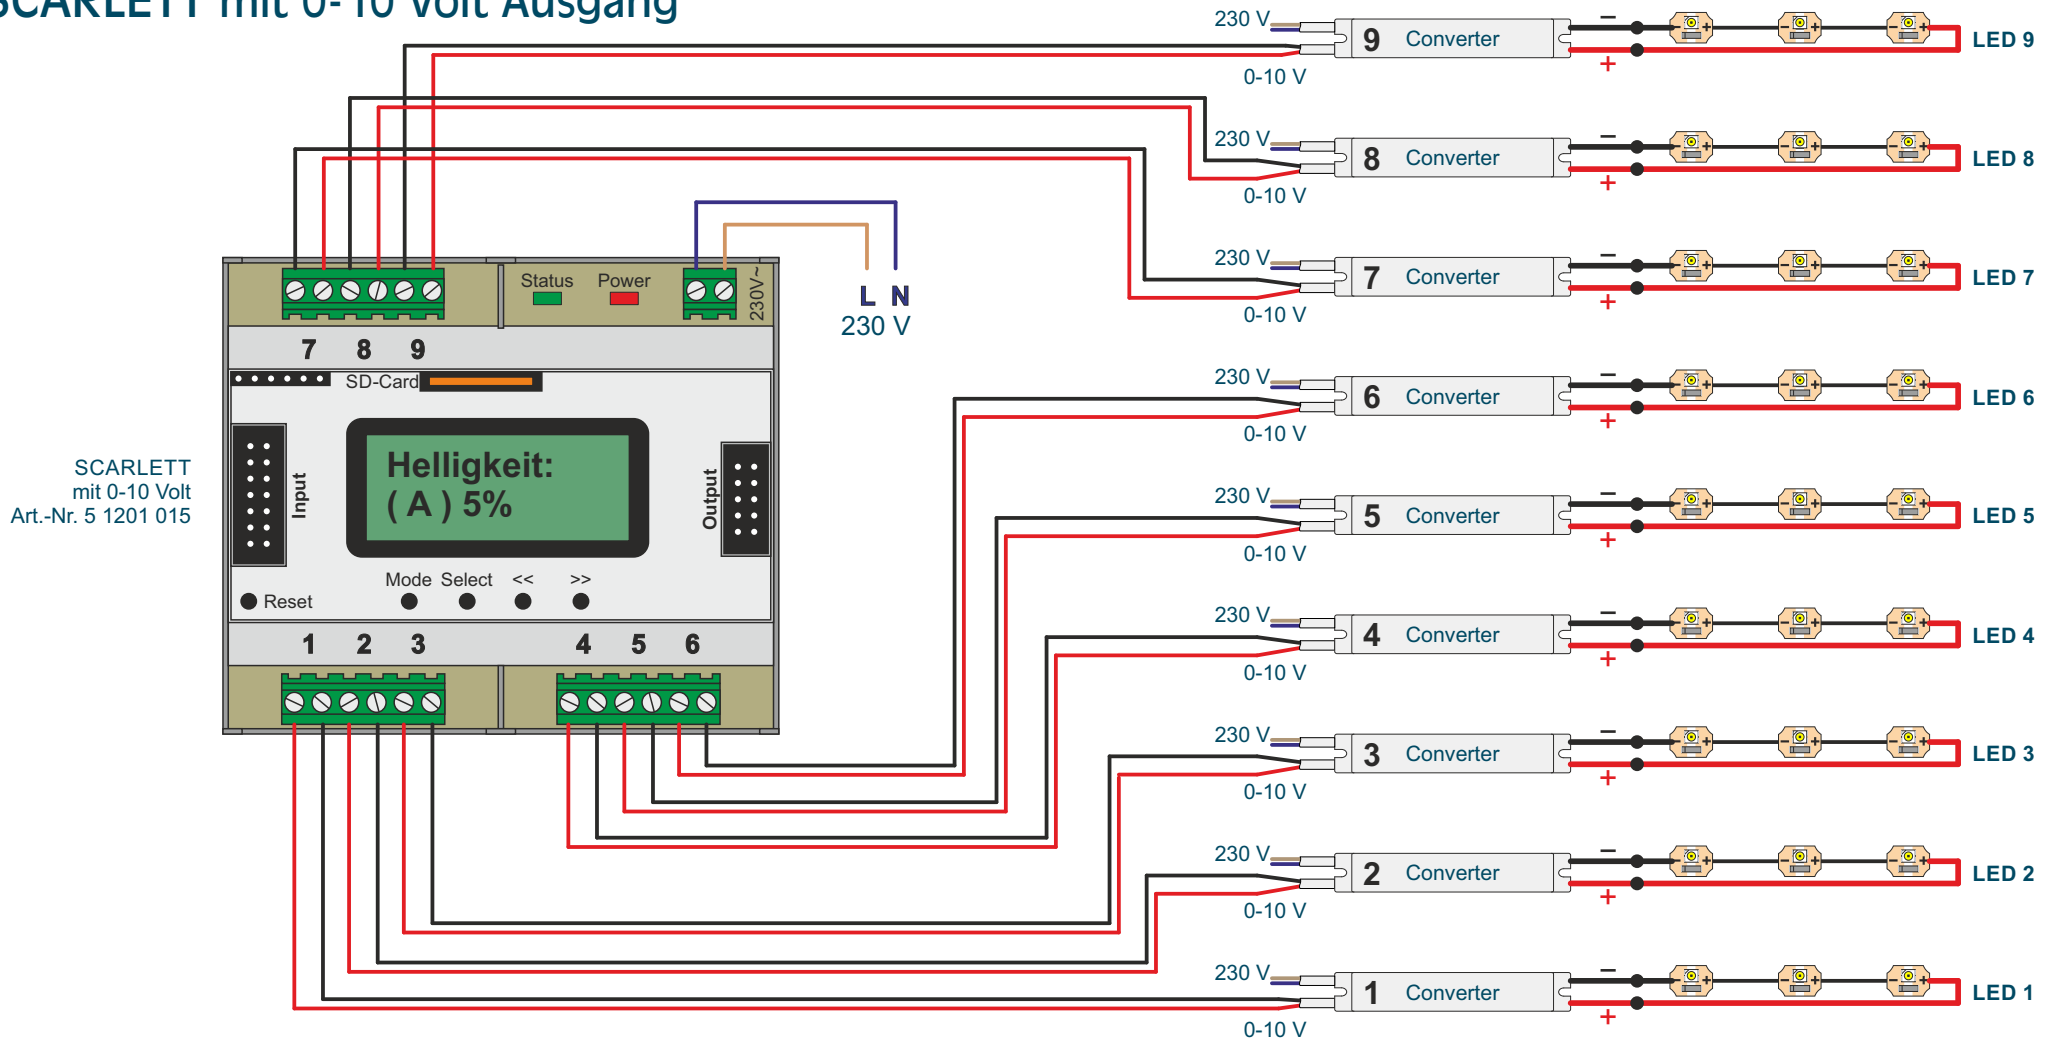 SCARLETT mit 0-10 Volt Ausgang
230 V
0-10 V
9 Converter
–
+
LED 9
230 V
0-10 V
8 Converter
–
+
LED 8
230 V
0-10 V
7 Converter
–
+
LED 7
230 V
0-10 V
6 Converter
–
+
LED 6
230 V
0-10 V
5 Converter
–
+
LED 5
230 V
0-10 V
4 Converter
–
+
LED 4
230 V
0-10 V
3 Converter
–
+
LED 3
230 V
0-10 V
2 Converter
–
+
LED 2
230 V
0-10 V
1 Converter
–
+
LED 1
L N
230 V
Status Power
230V~
7 8 9
SD-Card
Input
Helligkeit:
( A ) 5%
Output
Mode Select << >>
Reset
1 2 3 4 5 6
SCARLETT
mit 0-10 Volt
Art.-Nr. 5 1201 015